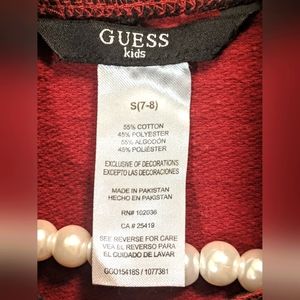 GUESS
kids
S(7-8)
55% COTTON
45% POLYESTER
55% ALGODÓN
45% POLIÉSTER
EXCLUSIVE OF DECORATIONS
EXCEPTO LAS DECORACIONES
MADE IN PAKISTAN
HECHO EN PAKISTAN
RN# 102036
CA # 25419
SEE REVERSE FOR CARE
VEA EL REVERSO PARA
EL CUIDADO DE LAVAR
GCO15418S / 1077381